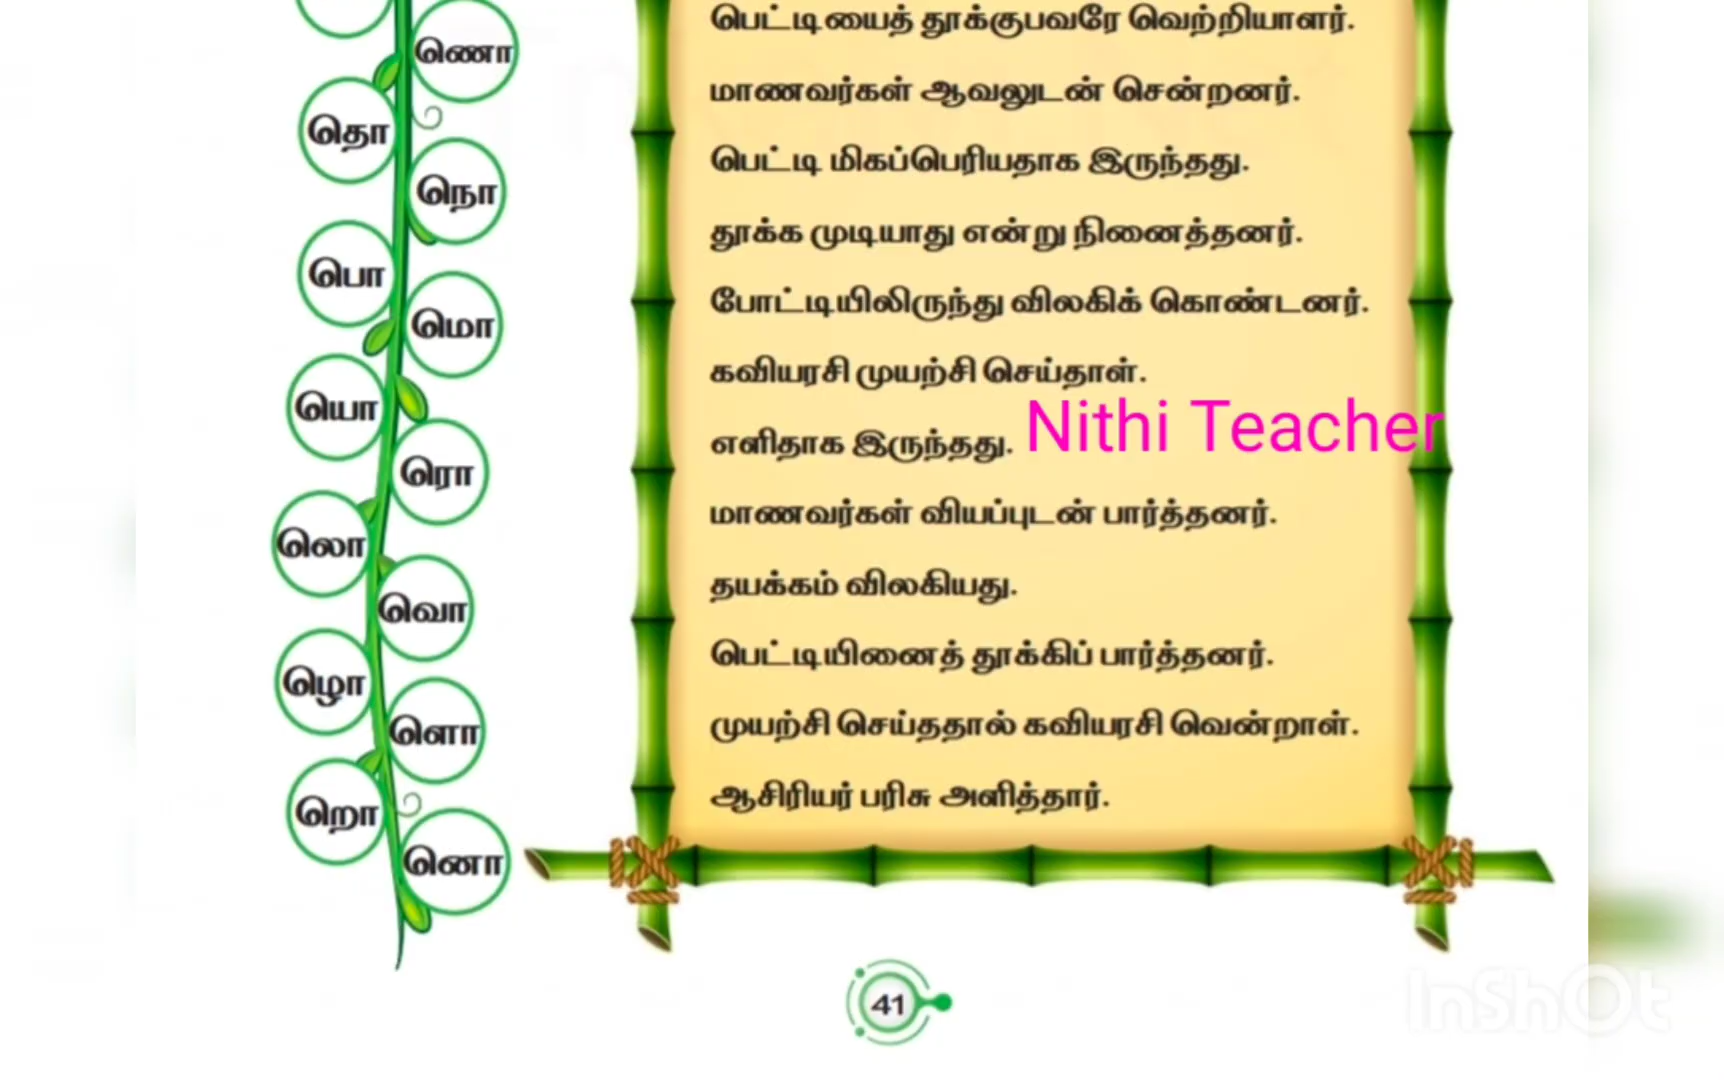 ணொ
தொ
நொ
பொ
மொ
யொ
ரொ
லொ
வொ
ழொ
ளொ
றொ
னொ
பெட்டியைத் தூக்குபவரே வெற்றியாளர்.
மாணவர்கள் ஆவலுடன் சென்றனர்.
பெட்டி மிகப்பெரியதாக இருந்தது.
தூக்க முடியாது என்று நினைத்தனர்.
போட்டியிலிருந்து விலகிக் கொண்டனர்.
கவியரசி முயற்சி செய்தாள்.
எளிதாக இருந்தது.
Nithi Teacher
மாணவர்கள் வியப்புடன் பார்த்தனர்.
தயக்கம் விலகியது.
பெட்டியினைத் தூக்கிப் பார்த்தனர்.
முயற்சி செய்ததால் கவியரசி வென்றாள்.
ஆசிரியர் பரிசு அளித்தார்.
41
InShOt